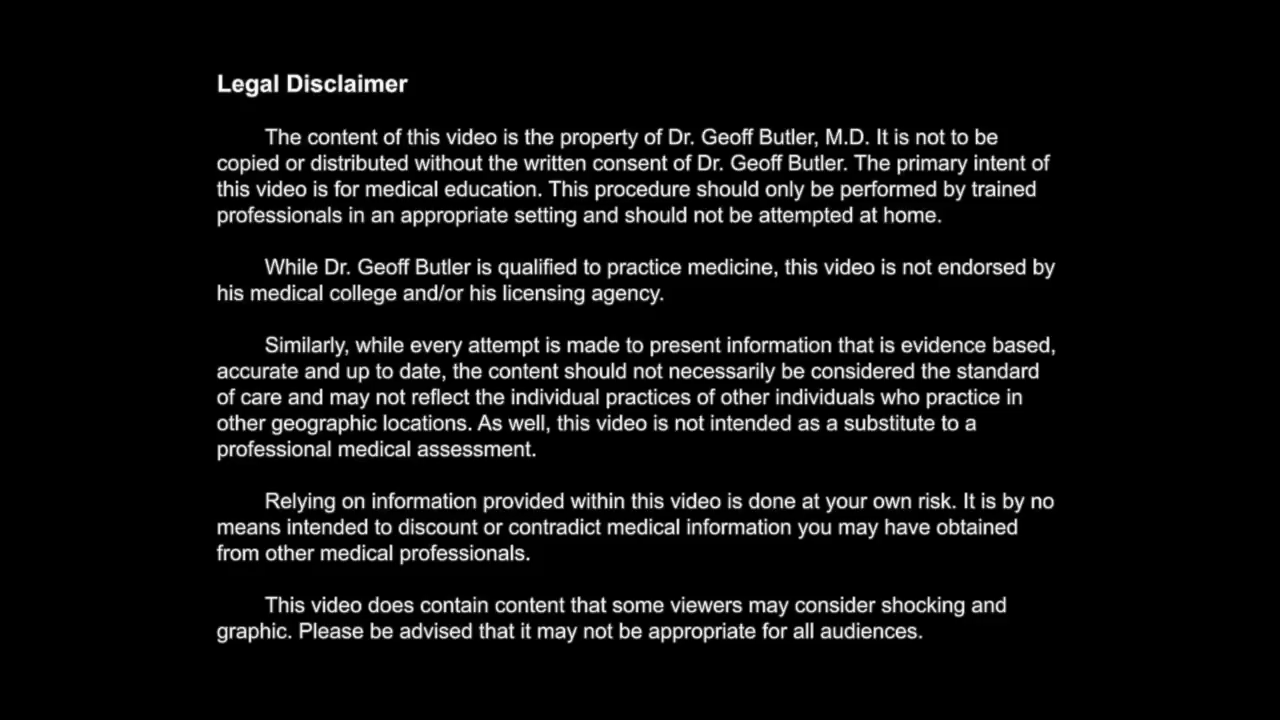 Legal Disclaimer
The content of this video is the property of Dr. Geoff Butler, M.D. It is not to be
copied or distributed without the written consent of Dr. Geoff Butler. The primary intent of
this video is for medical education. This procedure should only be performed by trained
professionals in an appropriate setting and should not be attempted at home.
While Dr. Geoff Butler is qualified to practice medicine, this video is not endorsed by
his medical college and/or his licensing agency.
Similarly, while every attempt is made to present information that is evidence based,
accurate and up to date, the content should not necessarily be considered the standard
of care and may not reflect the individual practices of other individuals who practice in
other geographic locations. As well, this video is not intended as a substitute to a
professional medical assessment.
Relying on information provided within this video is done at your own risk. It is by no
means intended to discount or contradict medical information you may have obtained
from other medical professionals.
This video does contain content that some viewers may consider shocking and
graphic. Please be advised that it may not be appropriate for all audiences.